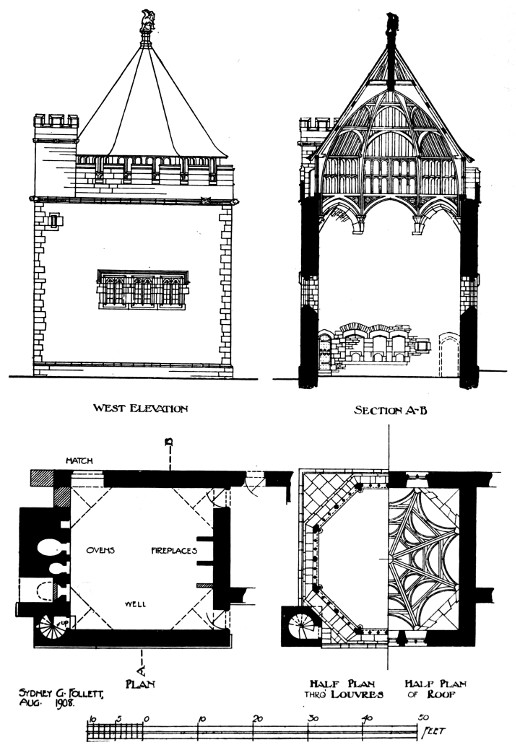 WEST ELEVATION
SECTION A-B
B
HATCH
OVENS
FIREPLACES
WELL
UP
A
PLAN
HALF PLAN
THRO' LOUVRES
HALF PLAN
OF ROOF
SYDNEY G. FOLLETT,
AUG. 1908.
10 5 0 10 20 30 40 50
FEET